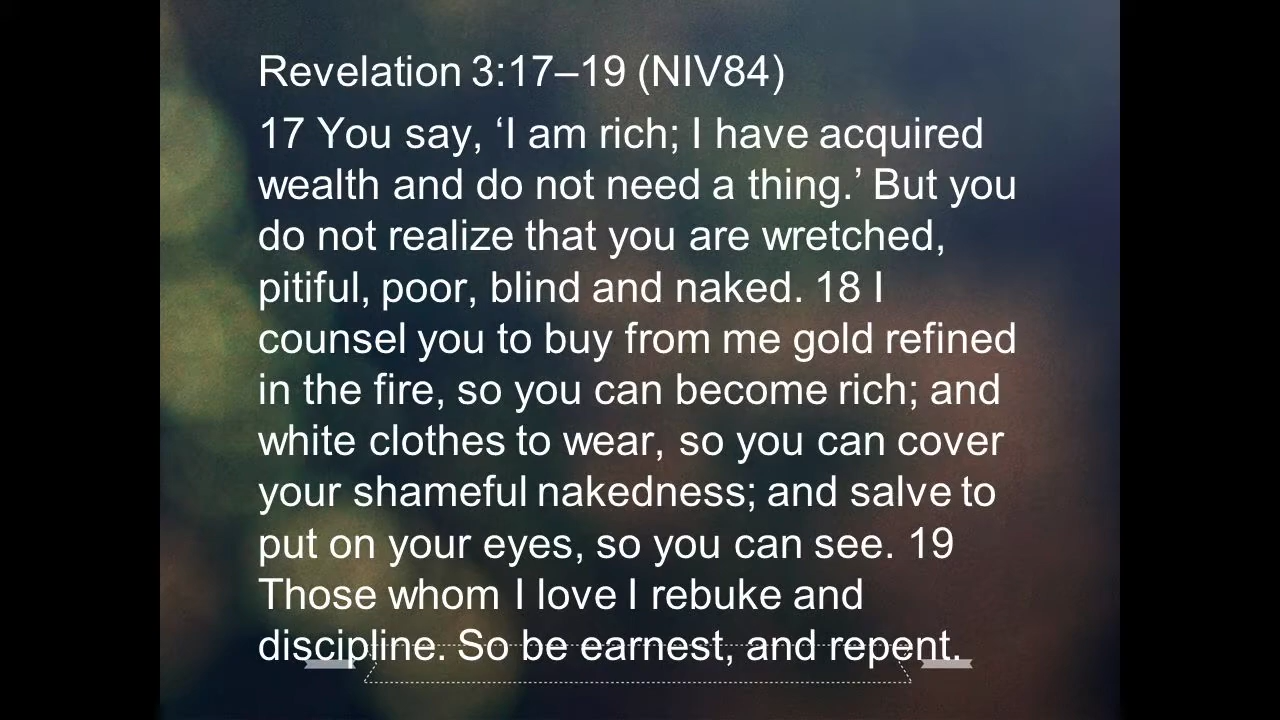 Revelation 3:17–19 (NIV84)
17 You say, ‘I am rich; I have acquired
wealth and do not need a thing.’ But you
do not realize that you are wretched,
pitiful, poor, blind and naked. 18 I
counsel you to buy from me gold refined
in the fire, so you can become rich; and
white clothes to wear, so you can cover
your shameful nakedness; and salve to
put on your eyes, so you can see. 19
Those whom I love I rebuke and
discipline. So be earnest, and repent.